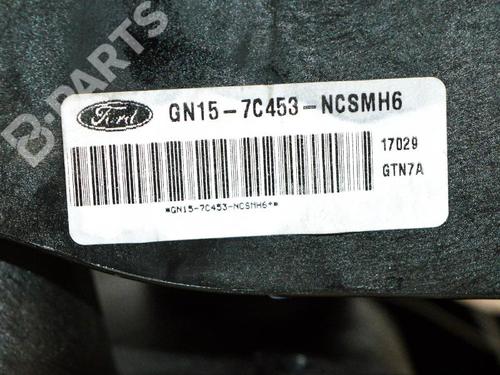 B-PARTS
Ford
GN15-7C453-NCSMH6
17029
GTN7A
*GN15-7C453-NCSMH6*